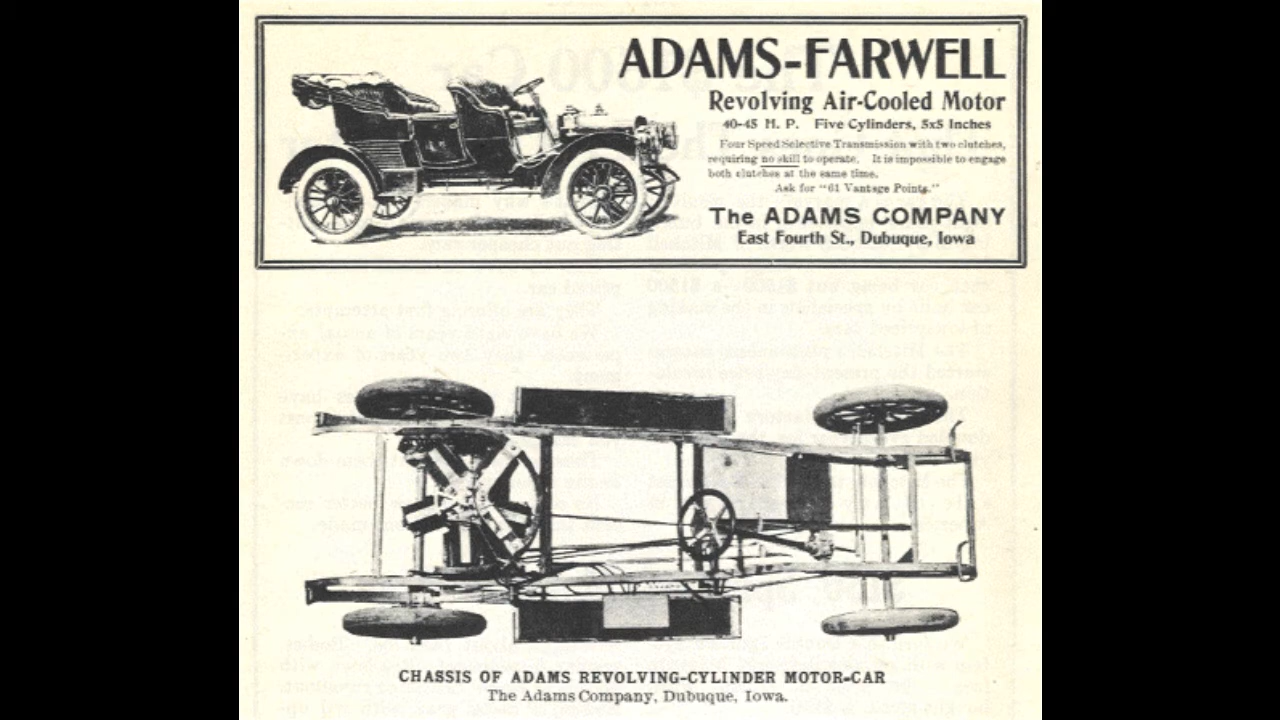 ADAMS-FARWELL
Revolving Air-Cooled Motor
40-45 H. P. Five Cylinders, 5x5 Inches
Four Speed Selective Transmission with two clutches,
requiring no skill to operate. It is impossible to engage
both clutches at the same time.
Ask for "61 Vantage Points."
The ADAMS COMPANY
East Fourth St., Dubuque, Iowa
CHASSIS OF ADAMS REVOLVING-CYLINDER MOTOR-CAR
The Adams Company, Dubuque, Iowa.